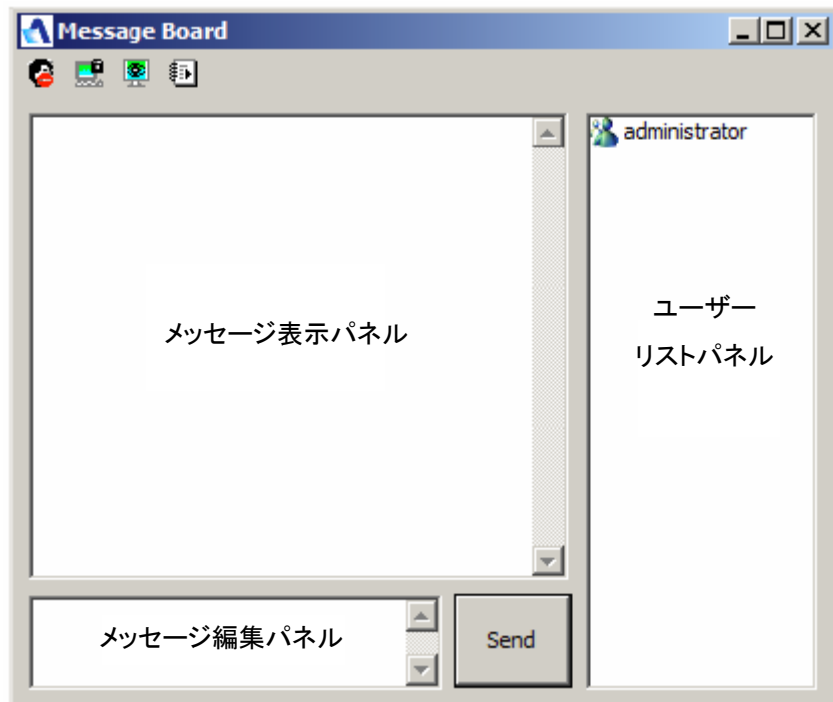 Message Board
administrator
メッセージ表示パネル
ユーザー
リストパネル
メッセージ編集パネル
Send